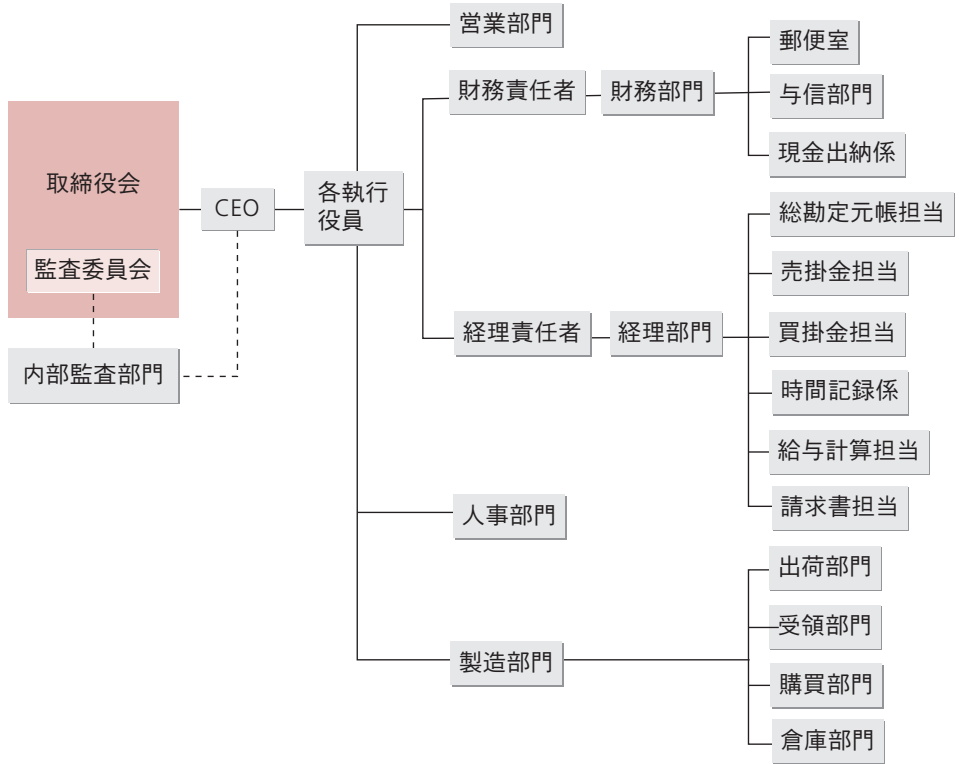 営業部門
財務責任者
財務部門
郵便室
与信部門
現金出納係
取締役会
監査委員会
内部監査部門
CEO
各執行
役員
経理責任者
経理部門
総勘定元帳担当
売掛金担当
買掛金担当
時間記録係
給与計算担当
請求書担当
人事部門
製造部門
出荷部門
受領部門
購買部門
倉庫部門